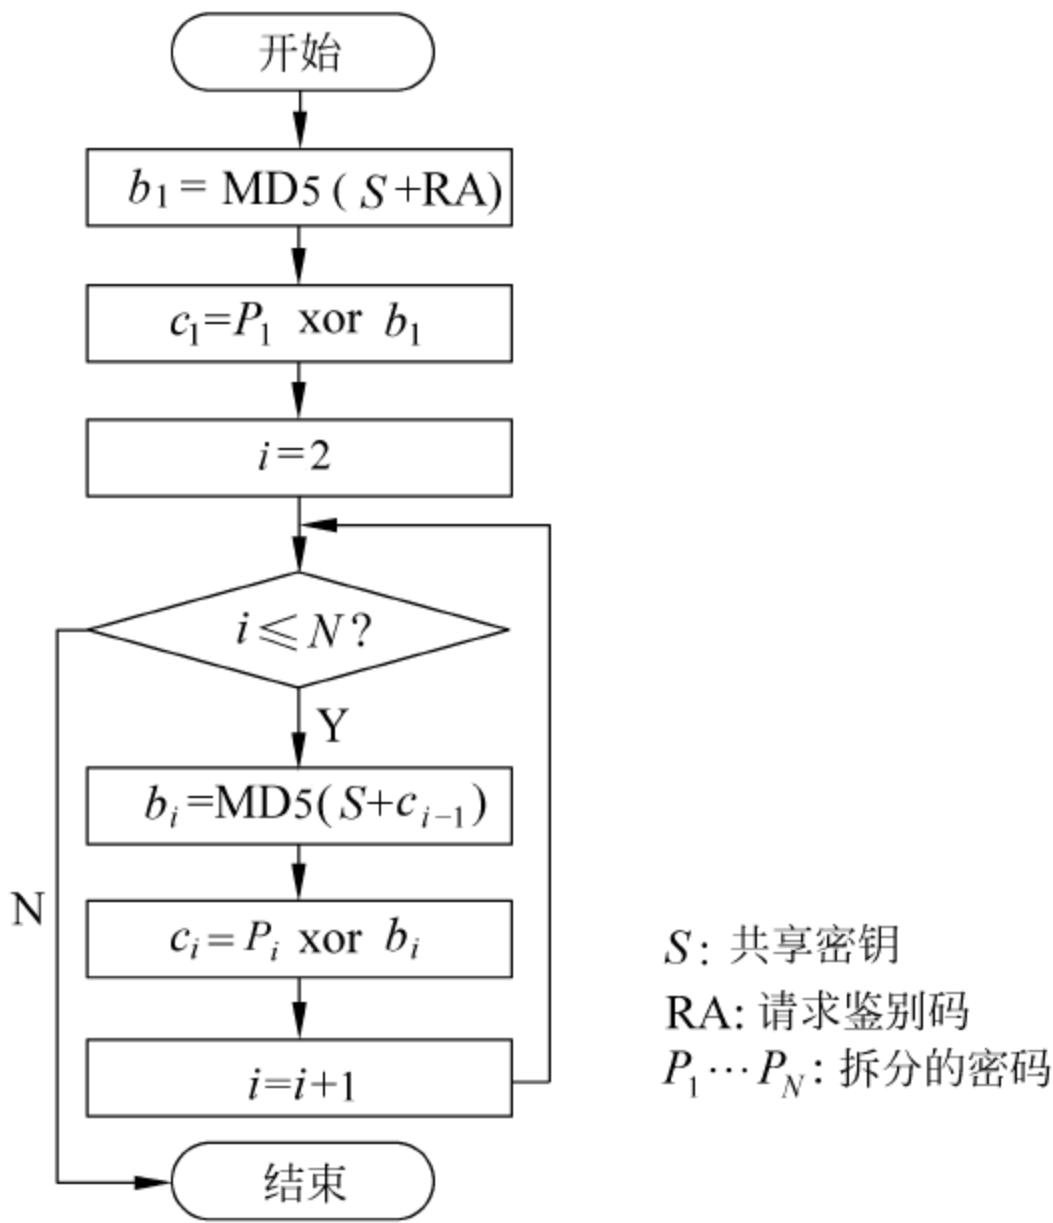 开始
b₁ = MD5 ( S +RA)
c₁=P₁ xor b₁
i=2
i≤N?
Y
bᵢ=MD5(S+cᵢ₋₁)
N
cᵢ= Pᵢ xor bᵢ
i=i+1
结束
S: 共享密钥
RA: 请求鉴别码
P₁⋯P_N: 拆分的密码